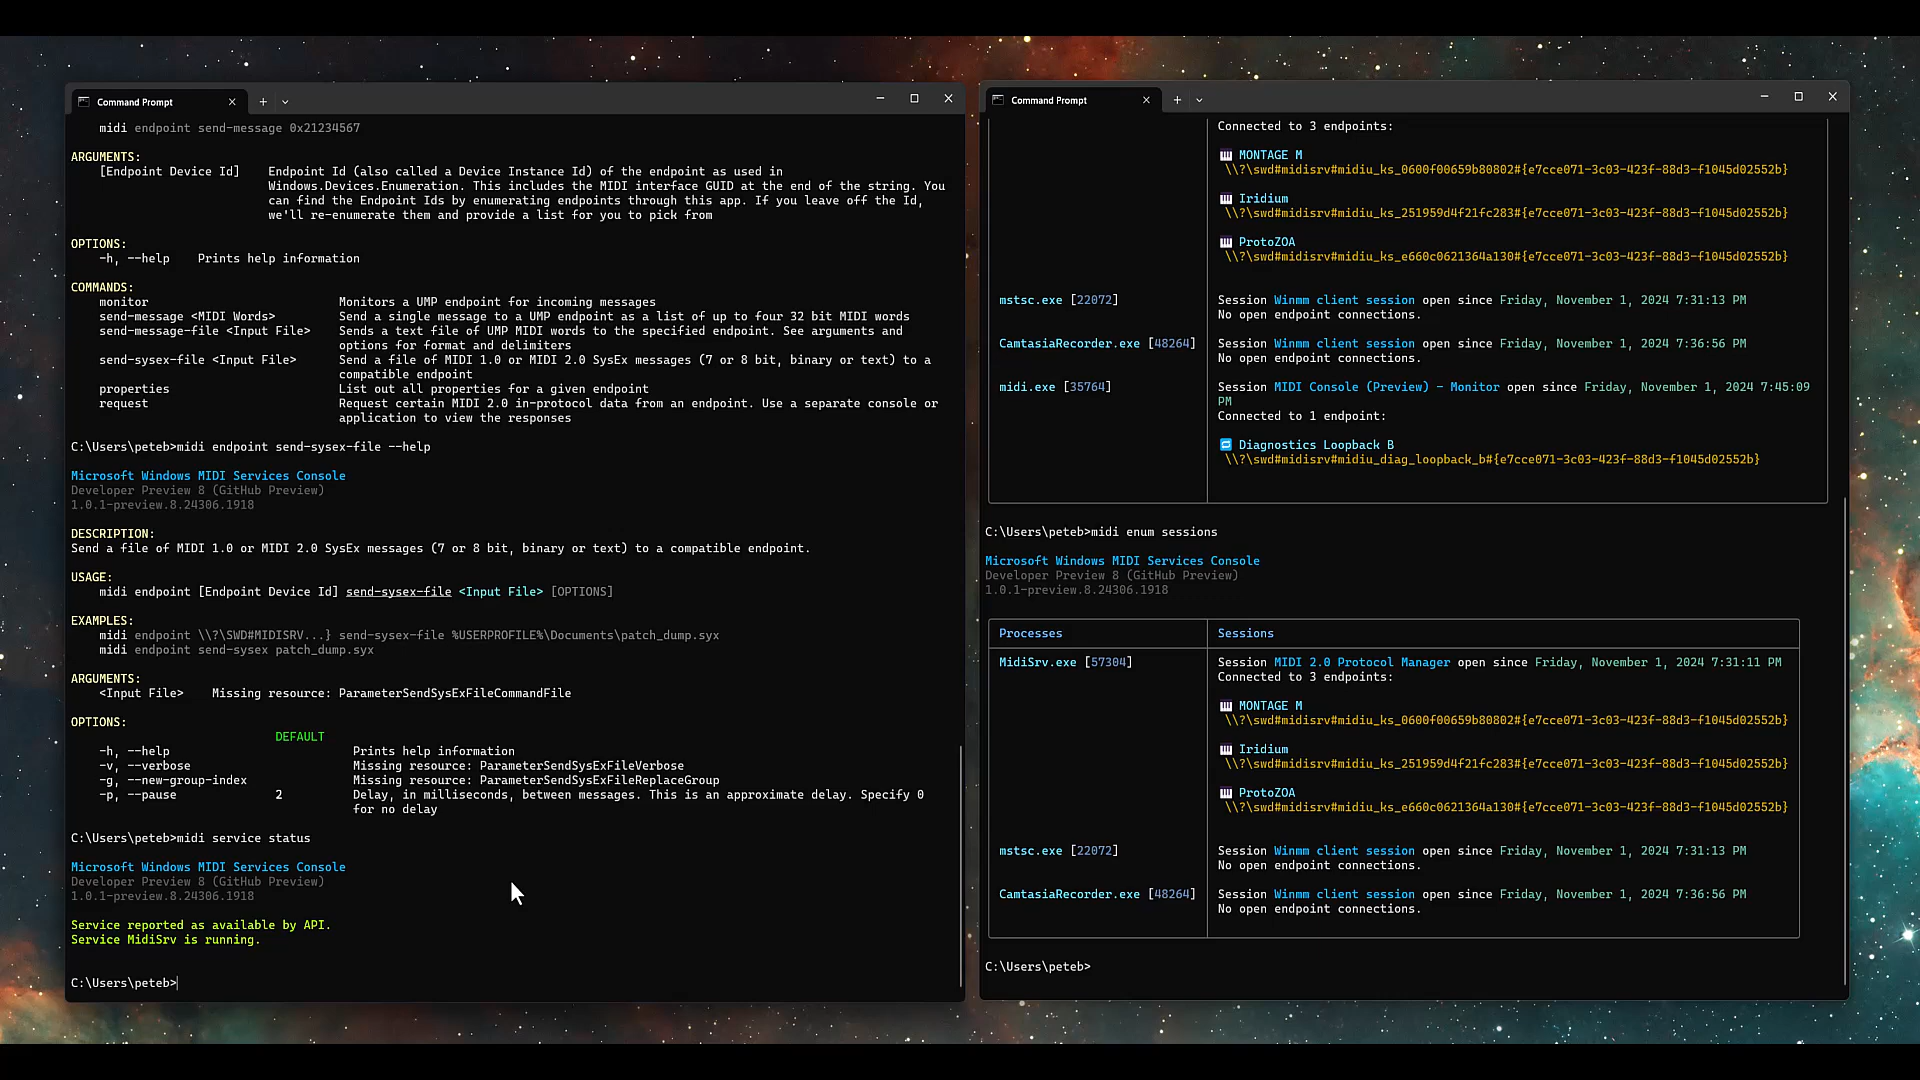 Command Prompt
midi endpoint send-message 0x21234567
ARGUMENTS:
[Endpoint Device Id]    Endpoint Id (also called a Device Instance Id) of the endpoint as used in
Windows.Devices.Enumeration. This includes the MIDI interface GUID at the end of the string. You
can find the Endpoint Ids by enumerating endpoints through this app. If you leave off the Id,
we'll re-enumerate them and provide a list for you to pick from
OPTIONS:
-h, --help    Prints help information
COMMANDS:
monitor    Monitors a UMP endpoint for incoming messages
send-message <MIDI Words>    Send a single message to a UMP endpoint as a list of up to four 32 bit MIDI words
send-message-file <Input File>    Sends a text file of UMP MIDI words to the specified endpoint. See arguments and
options for format and delimiters
send-sysex-file <Input File>    Send a file of MIDI 1.0 or MIDI 2.0 SysEx messages (7 or 8 bit, binary or text) to a
compatible endpoint
properties    List out all properties for a given endpoint
request    Request certain MIDI 2.0 in-protocol data from an endpoint. Use a separate console or
application to view the responses
C:\Users\peteb>midi endpoint send-sysex-file --help
Microsoft Windows MIDI Services Console
Developer Preview 8 (GitHub Preview)
1.0.1-preview.8.24306.1918
DESCRIPTION:
Send a file of MIDI 1.0 or MIDI 2.0 SysEx messages (7 or 8 bit, binary or text) to a compatible endpoint.
USAGE:
midi endpoint [Endpoint Device Id] send-sysex-file <Input File> [OPTIONS]
EXAMPLES:
midi endpoint \\?\SWD#MIDISRV...} send-sysex-file %USERPROFILE%\Documents\patch_dump.syx
midi endpoint send-sysex patch_dump.syx
ARGUMENTS:
<Input File>    Missing resource: ParameterSendSysExFileCommandFile
OPTIONS:
DEFAULT
-h, --help    Prints help information
-v, --verbose    Missing resource: ParameterSendSysExFileVerbose
-g, --new-group-index    Missing resource: ParameterSendSysExFileReplaceGroup
-p, --pause    2    Delay, in milliseconds, between messages. This is an approximate delay. Specify 0
for no delay
C:\Users\peteb>midi service status
Microsoft Windows MIDI Services Console
Developer Preview 8 (GitHub Preview)
1.0.1-preview.8.24306.1918
Service reported as available by API.
Service MidiSrv is running.
C:\Users\peteb>
Command Prompt
Connected to 3 endpoints:
MONTAGE M
\\?\swd#midisrv#midiu_ks_0600f00659b80802#{e7cce071-3c03-423f-88d3-f1045d02552b}
Iridium
\\?\swd#midisrv#midiu_ks_251959d4f21fc283#{e7cce071-3c03-423f-88d3-f1045d02552b}
ProtoZOA
\\?\swd#midisrv#midiu_ks_e660c0621364a130#{e7cce071-3c03-423f-88d3-f1045d02552b}
mstsc.exe [22072]    Session Winmm client session open since Friday, November 1, 2024 7:31:13 PM
No open endpoint connections.
CamtasiaRecorder.exe [48264]    Session Winmm client session open since Friday, November 1, 2024 7:36:56 PM
No open endpoint connections.
midi.exe [35764]    Session MIDI Console (Preview) - Monitor open since Friday, November 1, 2024 7:45:09
PM
Connected to 1 endpoint:
Diagnostics Loopback B
\\?\swd#midisrv#midiu_diag_loopback_b#{e7cce071-3c03-423f-88d3-f1045d02552b}
C:\Users\peteb>midi enum sessions
Microsoft Windows MIDI Services Console
Developer Preview 8 (GitHub Preview)
1.0.1-preview.8.24306.1918
Processes    Sessions
MidiSrv.exe [57304]    Session MIDI 2.0 Protocol Manager open since Friday, November 1, 2024 7:31:11 PM
Connected to 3 endpoints:
MONTAGE M
\\?\swd#midisrv#midiu_ks_0600f00659b80802#{e7cce071-3c03-423f-88d3-f1045d02552b}
Iridium
\\?\swd#midisrv#midiu_ks_251959d4f21fc283#{e7cce071-3c03-423f-88d3-f1045d02552b}
ProtoZOA
\\?\swd#midisrv#midiu_ks_e660c0621364a130#{e7cce071-3c03-423f-88d3-f1045d02552b}
mstsc.exe [22072]    Session Winmm client session open since Friday, November 1, 2024 7:31:13 PM
No open endpoint connections.
CamtasiaRecorder.exe [48264]    Session Winmm client session open since Friday, November 1, 2024 7:36:56 PM
No open endpoint connections.
C:\Users\peteb>